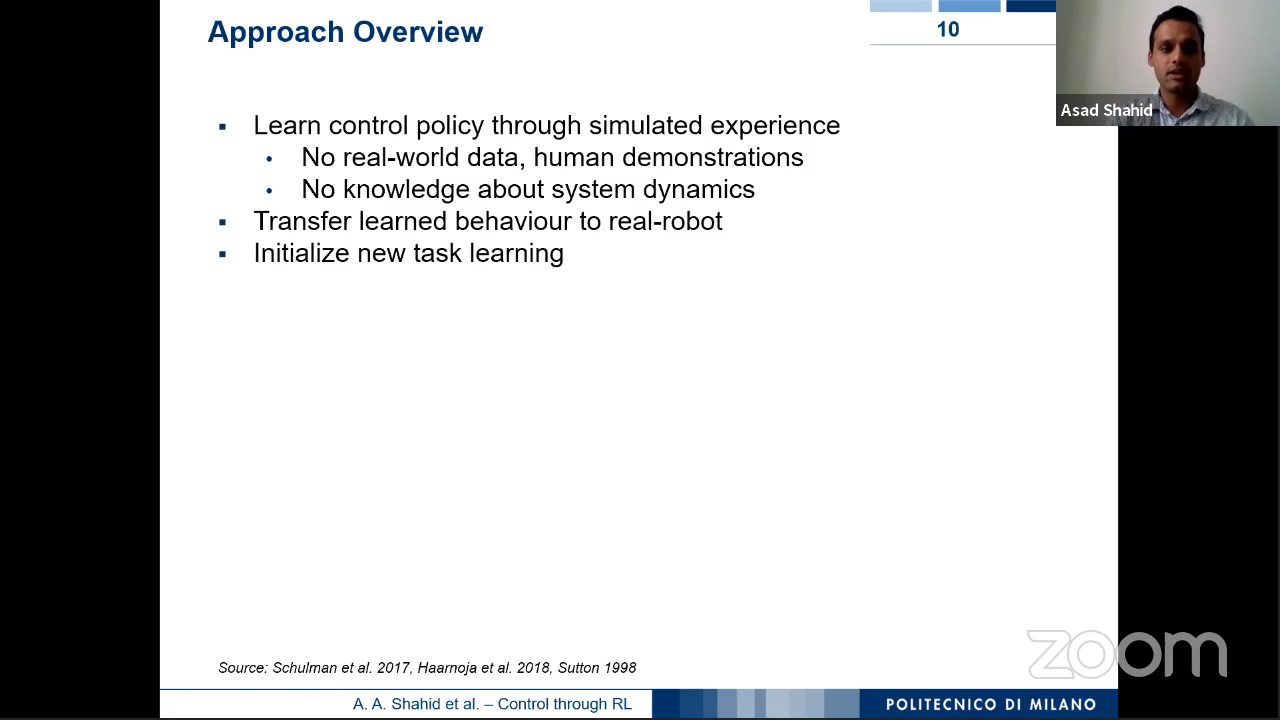 Approach Overview
10
Asad Shahid
▪ Learn control policy through simulated experience
• No real-world data, human demonstrations
• No knowledge about system dynamics
▪ Transfer learned behaviour to real-robot
▪ Initialize new task learning
zoom
Source: Schulman et al. 2017, Haarnoja et al. 2018, Sutton 1998
A. A. Shahid et al. – Control through RL
POLITECNICO DI MILANO